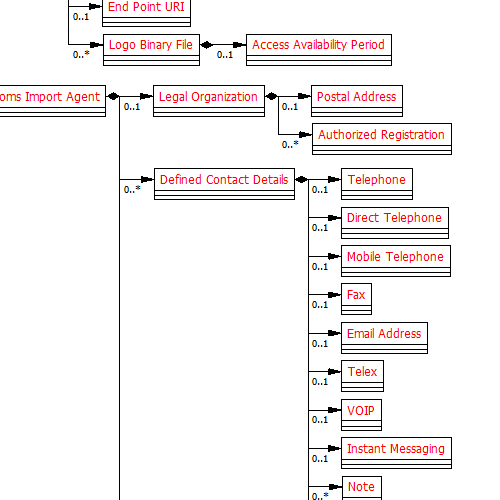 End Point URI
0..1
Logo Binary File
Access Availability Period
0..*
0..1
oms Import Agent
Legal Organization
Postal Address
0..1
0..1
Authorized Registration
0..*
Defined Contact Details
Telephone
0..*
0..1
Direct Telephone
0..1
Mobile Telephone
0..1
Fax
0..1
Email Address
0..1
Telex
0..1
VOIP
0..1
Instant Messaging
0..1
Note
0..*